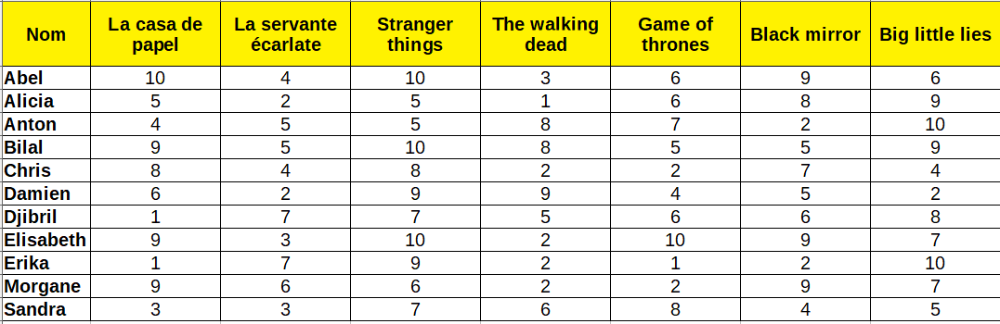 Nom La casa de papel La servante écarlate Stranger things The walking dead Game of thrones Black mirror Big little lies
Abel 10 4 10 3 6 9 6
Alicia 5 2 5 1 6 8 9
Anton 4 5 5 8 7 2 10
Bilal 9 5 10 8 5 5 9
Chris 8 4 8 2 2 7 4
Damien 6 2 9 9 4 5 2
Djibril 1 7 7 5 6 6 8
Elisabeth 9 3 10 2 10 9 7
Erika 1 7 9 2 1 2 10
Morgane 9 6 6 2 2 9 7
Sandra 3 3 7 6 8 4 5